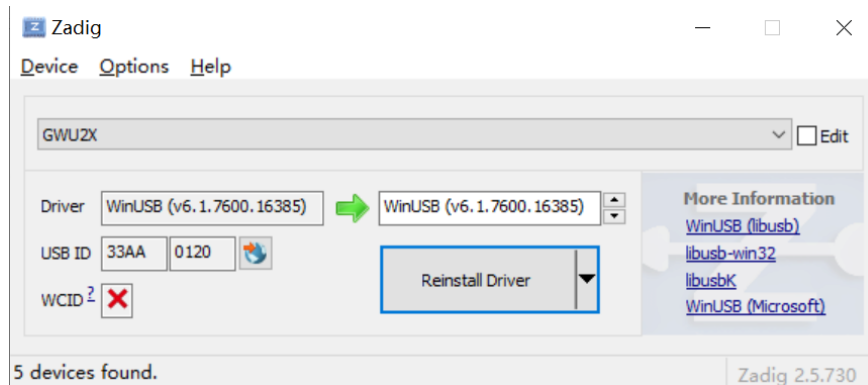 Zadig
Device Options Help
GWU2X
Edit
Driver WinUSB (v6.1.7600.16385) WinUSB (v6.1.7600.16385)
USB ID 33AA 0120
WCID ?
Reinstall Driver
More Information
WinUSB (libusb)
libusb-win32
libusbK
WinUSB (Microsoft)
5 devices found.
Zadig 2.5.730